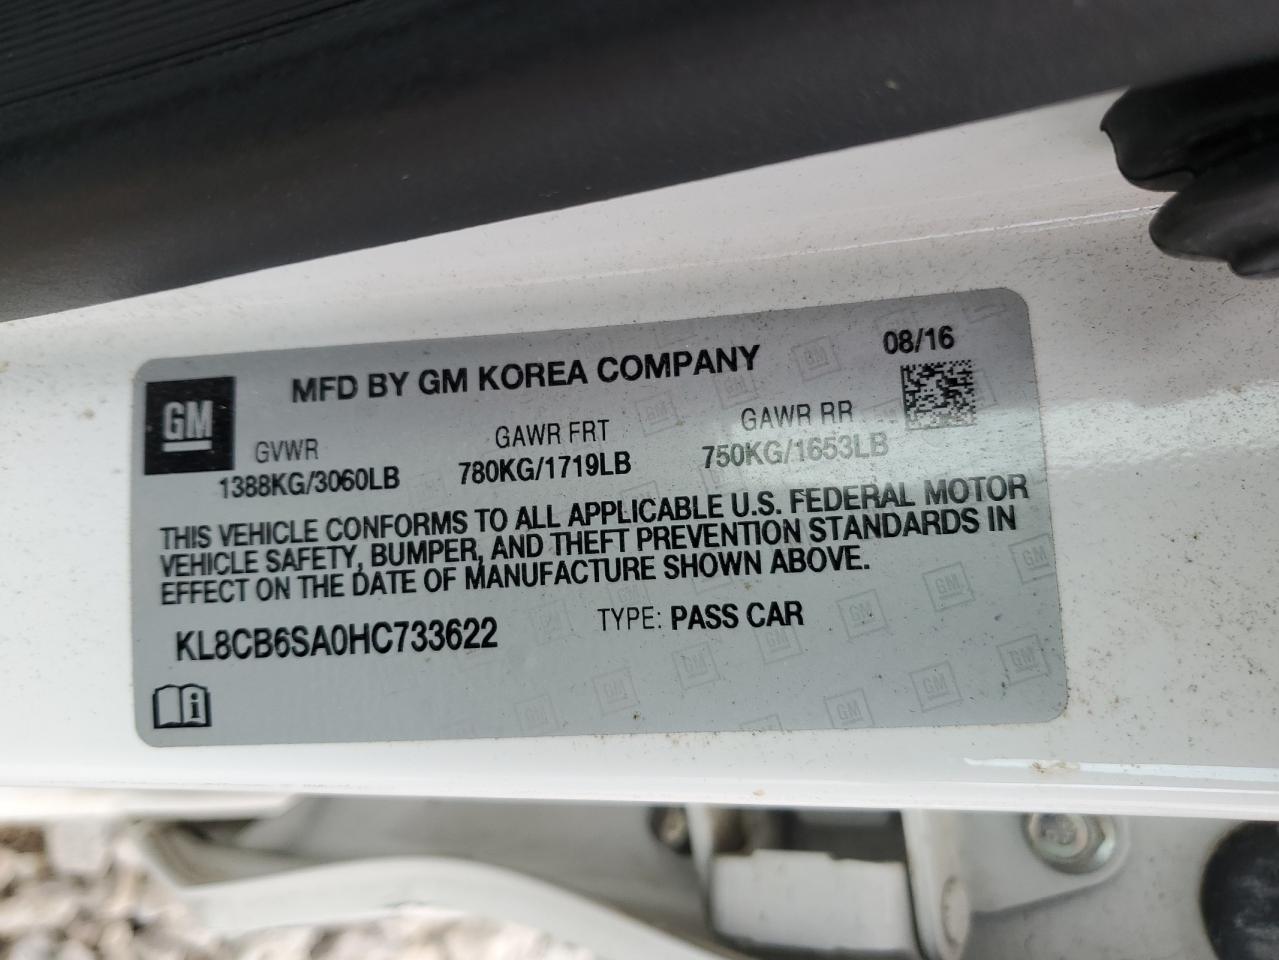 MFD BY GM KOREA COMPANY
08/16
GM
GVWR
GAWR FRT
GAWR RR
1388KG/3060LB
780KG/1719LB
750KG/1653LB
THIS VEHICLE CONFORMS TO ALL APPLICABLE U.S. FEDERAL MOTOR
VEHICLE SAFETY, BUMPER, AND THEFT PREVENTION STANDARDS IN
EFFECT ON THE DATE OF MANUFACTURE SHOWN ABOVE.
KL8CB6SA0HC733622
TYPE: PASS CAR